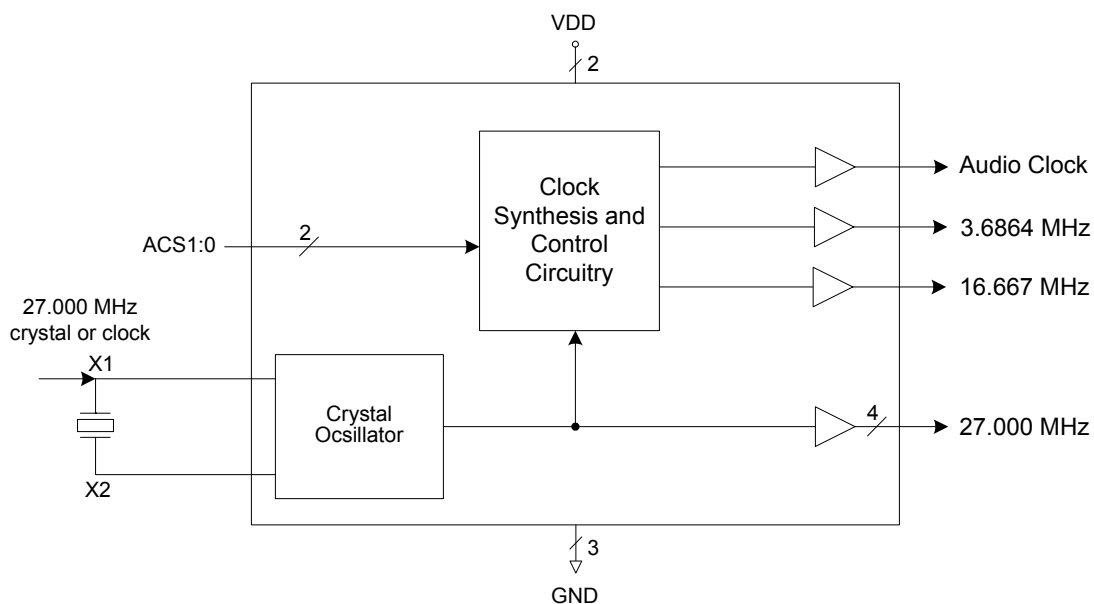 VDD
2
Audio Clock
Clock
Synthesis and
Control
Circuitry
3.6864 MHz
ACS1:0
2
16.667 MHz
27.000 MHz
crystal or clock
X1
Crystal
Ocsillator
4
27.000 MHz
X2
3
GND